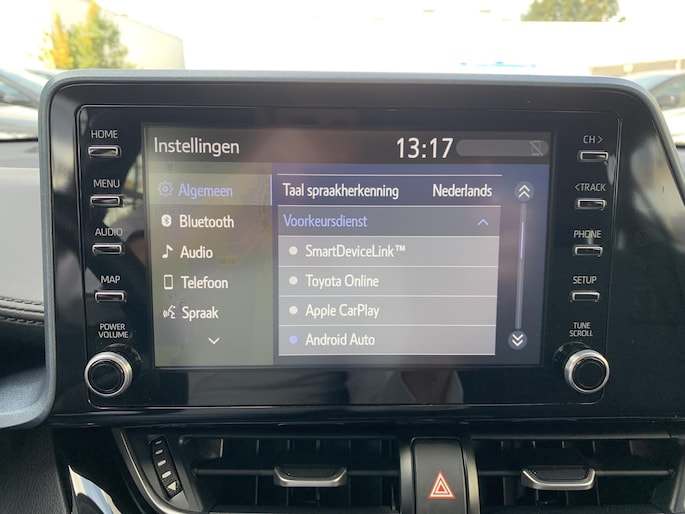 HOME
MENU
AUDIO
MAP
POWER
VOLUME
Instellingen
13:17
Algemeen
Bluetooth
Audio
Telefoon
Spraak
Taal spraakherkenning Nederlands
Voorkeursdienst
SmartDeviceLink™
Toyota Online
Apple CarPlay
Android Auto
CH >
< TRACK
PHONE
SETUP
TUNE
SCROLL